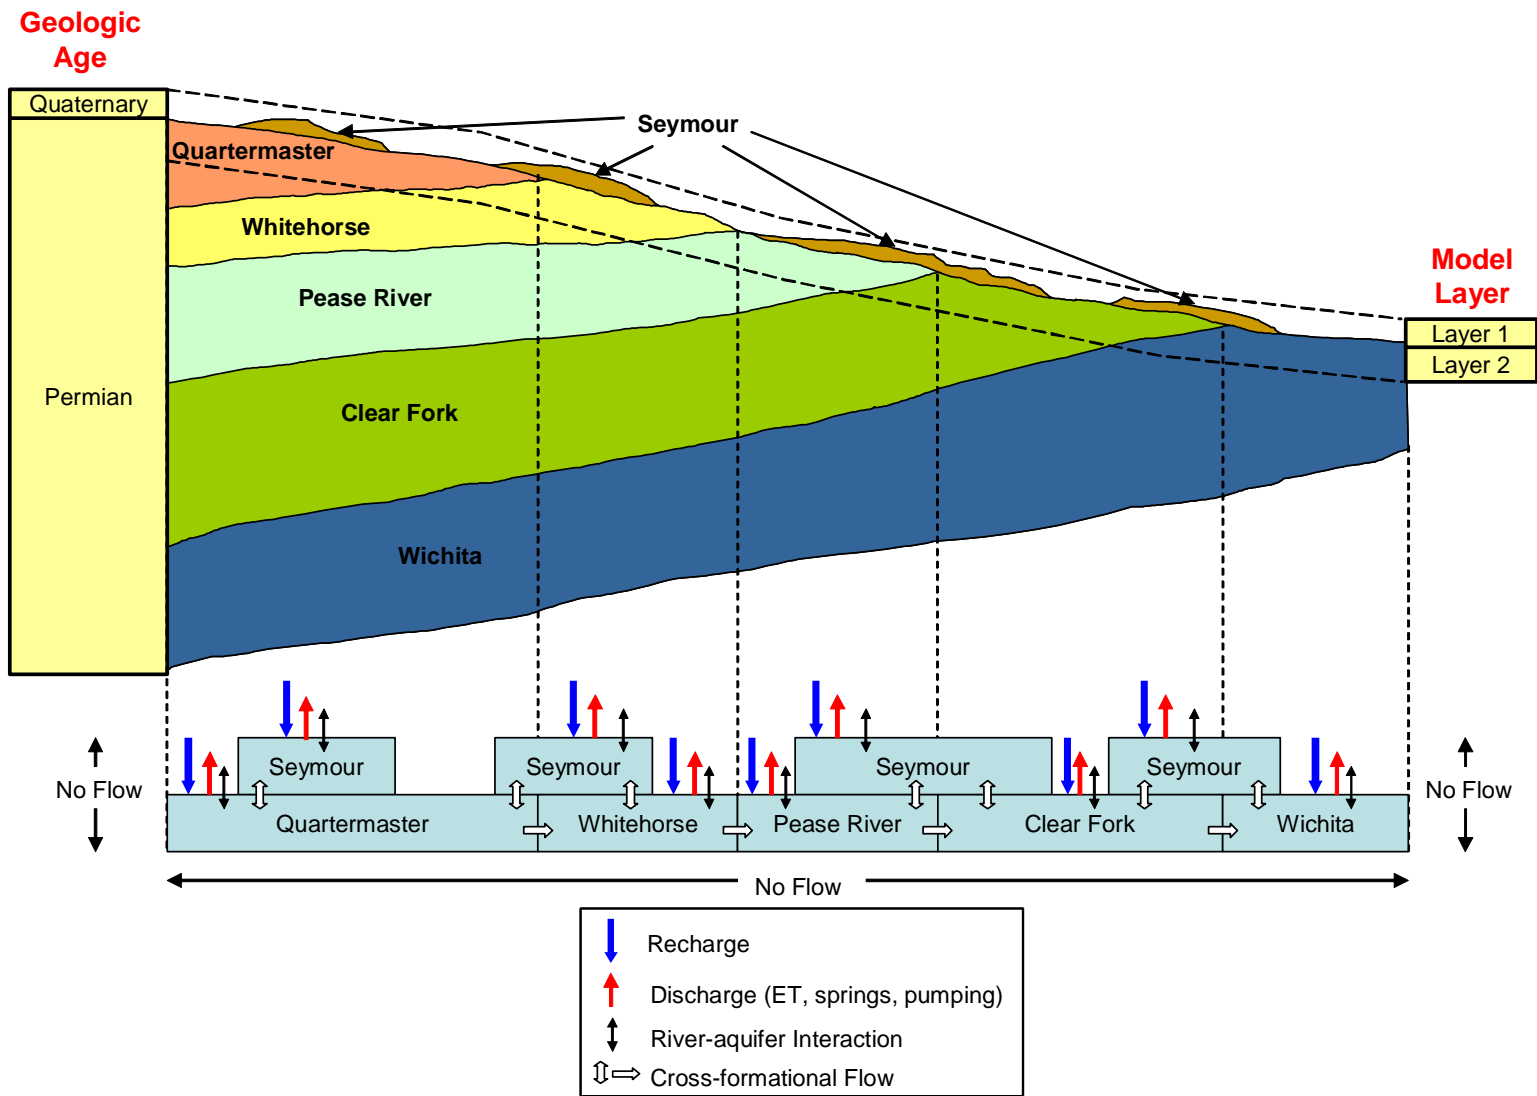 Geologic
Age
Quaternary
Permian
Seymour
Quartermaster
Whitehorse
Pease River
Clear Fork
Wichita
Model
Layer
Layer 1
Layer 2
No Flow
Seymour
Seymour
Seymour
Seymour
No Flow
Quartermaster
Whitehorse
Pease River
Clear Fork
Wichita
No Flow
Recharge
Discharge (ET, springs, pumping)
River-aquifer Interaction
Cross-formational Flow